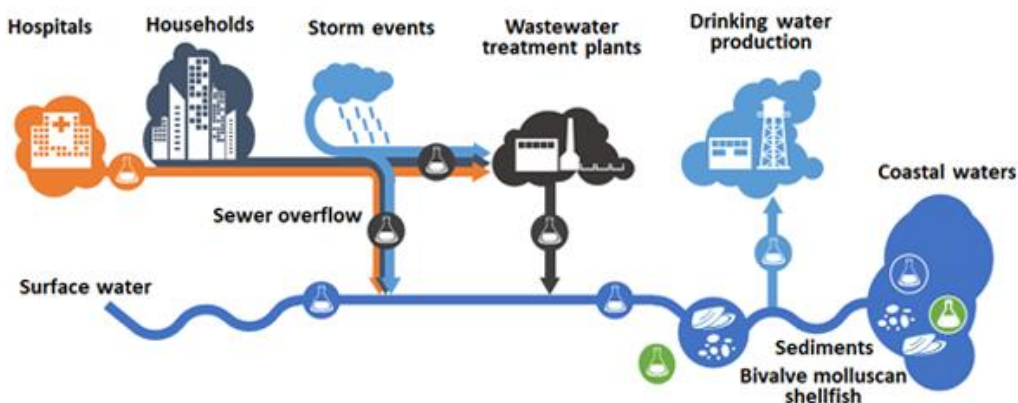 Hospitals
Households
Storm events
Wastewater
treatment plants
Drinking water
production
Coastal waters
Sewer overflow
Surface water
Sediments
Bivalve molluscan
shellfish